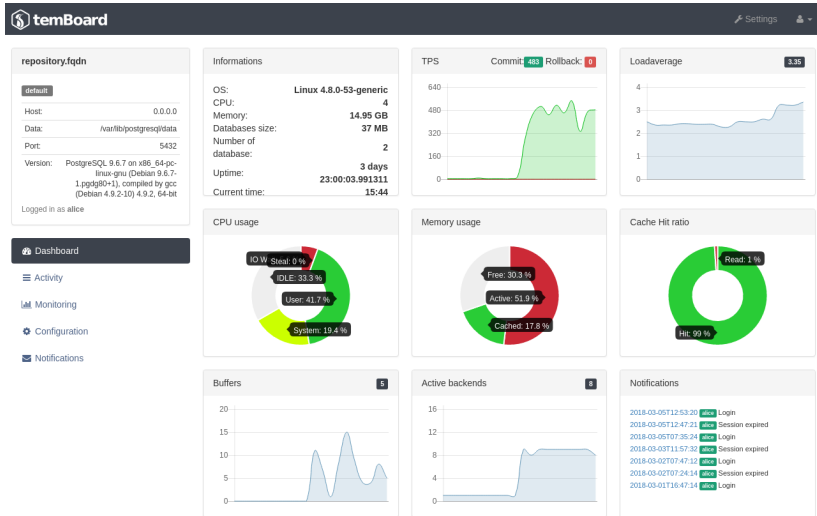 temBoard
Settings
repository.fqdn
default
Host: 0.0.0.0
Data: /var/lib/postgresql/data
Port: 5432
Version: PostgreSQL 9.6.7 on x86_64-pc-
linux-gnu (Debian 9.6.7-
1.pgdg80+1), compiled by gcc
(Debian 4.9.2-10) 4.9.2, 64-bit
Logged in as alice
Dashboard
Activity
Monitoring
Configuration
Notifications
Informations
OS: Linux 4.8.0-53-generic
CPU: 4
Memory: 14.95 GB
Databases size: 37 MB
Number of
database: 2
Uptime: 3 days
23:00:03.991311
Current time: 15:44
TPS Commit: 483 Rollback: 0
640
480
320
160
0
Loadaverage 3.35
4
3
2
1
0
CPU usage
IO W
Steal: 0 %
IDLE: 33.3 %
User: 41.7 %
System: 19.4 %
Memory usage
Free: 30.3 %
Active: 51.9 %
Cached: 17.8 %
Cache Hit ratio
Read: 1 %
Hit: 99 %
Buffers 5
20
15
10
5
0
Active backends 8
16
12
8
4
0
Notifications
2018-03-05T12:53:20 alice Login
2018-03-05T12:47:21 alice Session expired
2018-03-05T07:35:24 alice Login
2018-03-03T11:57:32 alice Session expired
2018-03-02T07:47:12 alice Login
2018-03-02T07:24:14 alice Session expired
2018-03-01T16:47:14 alice Login